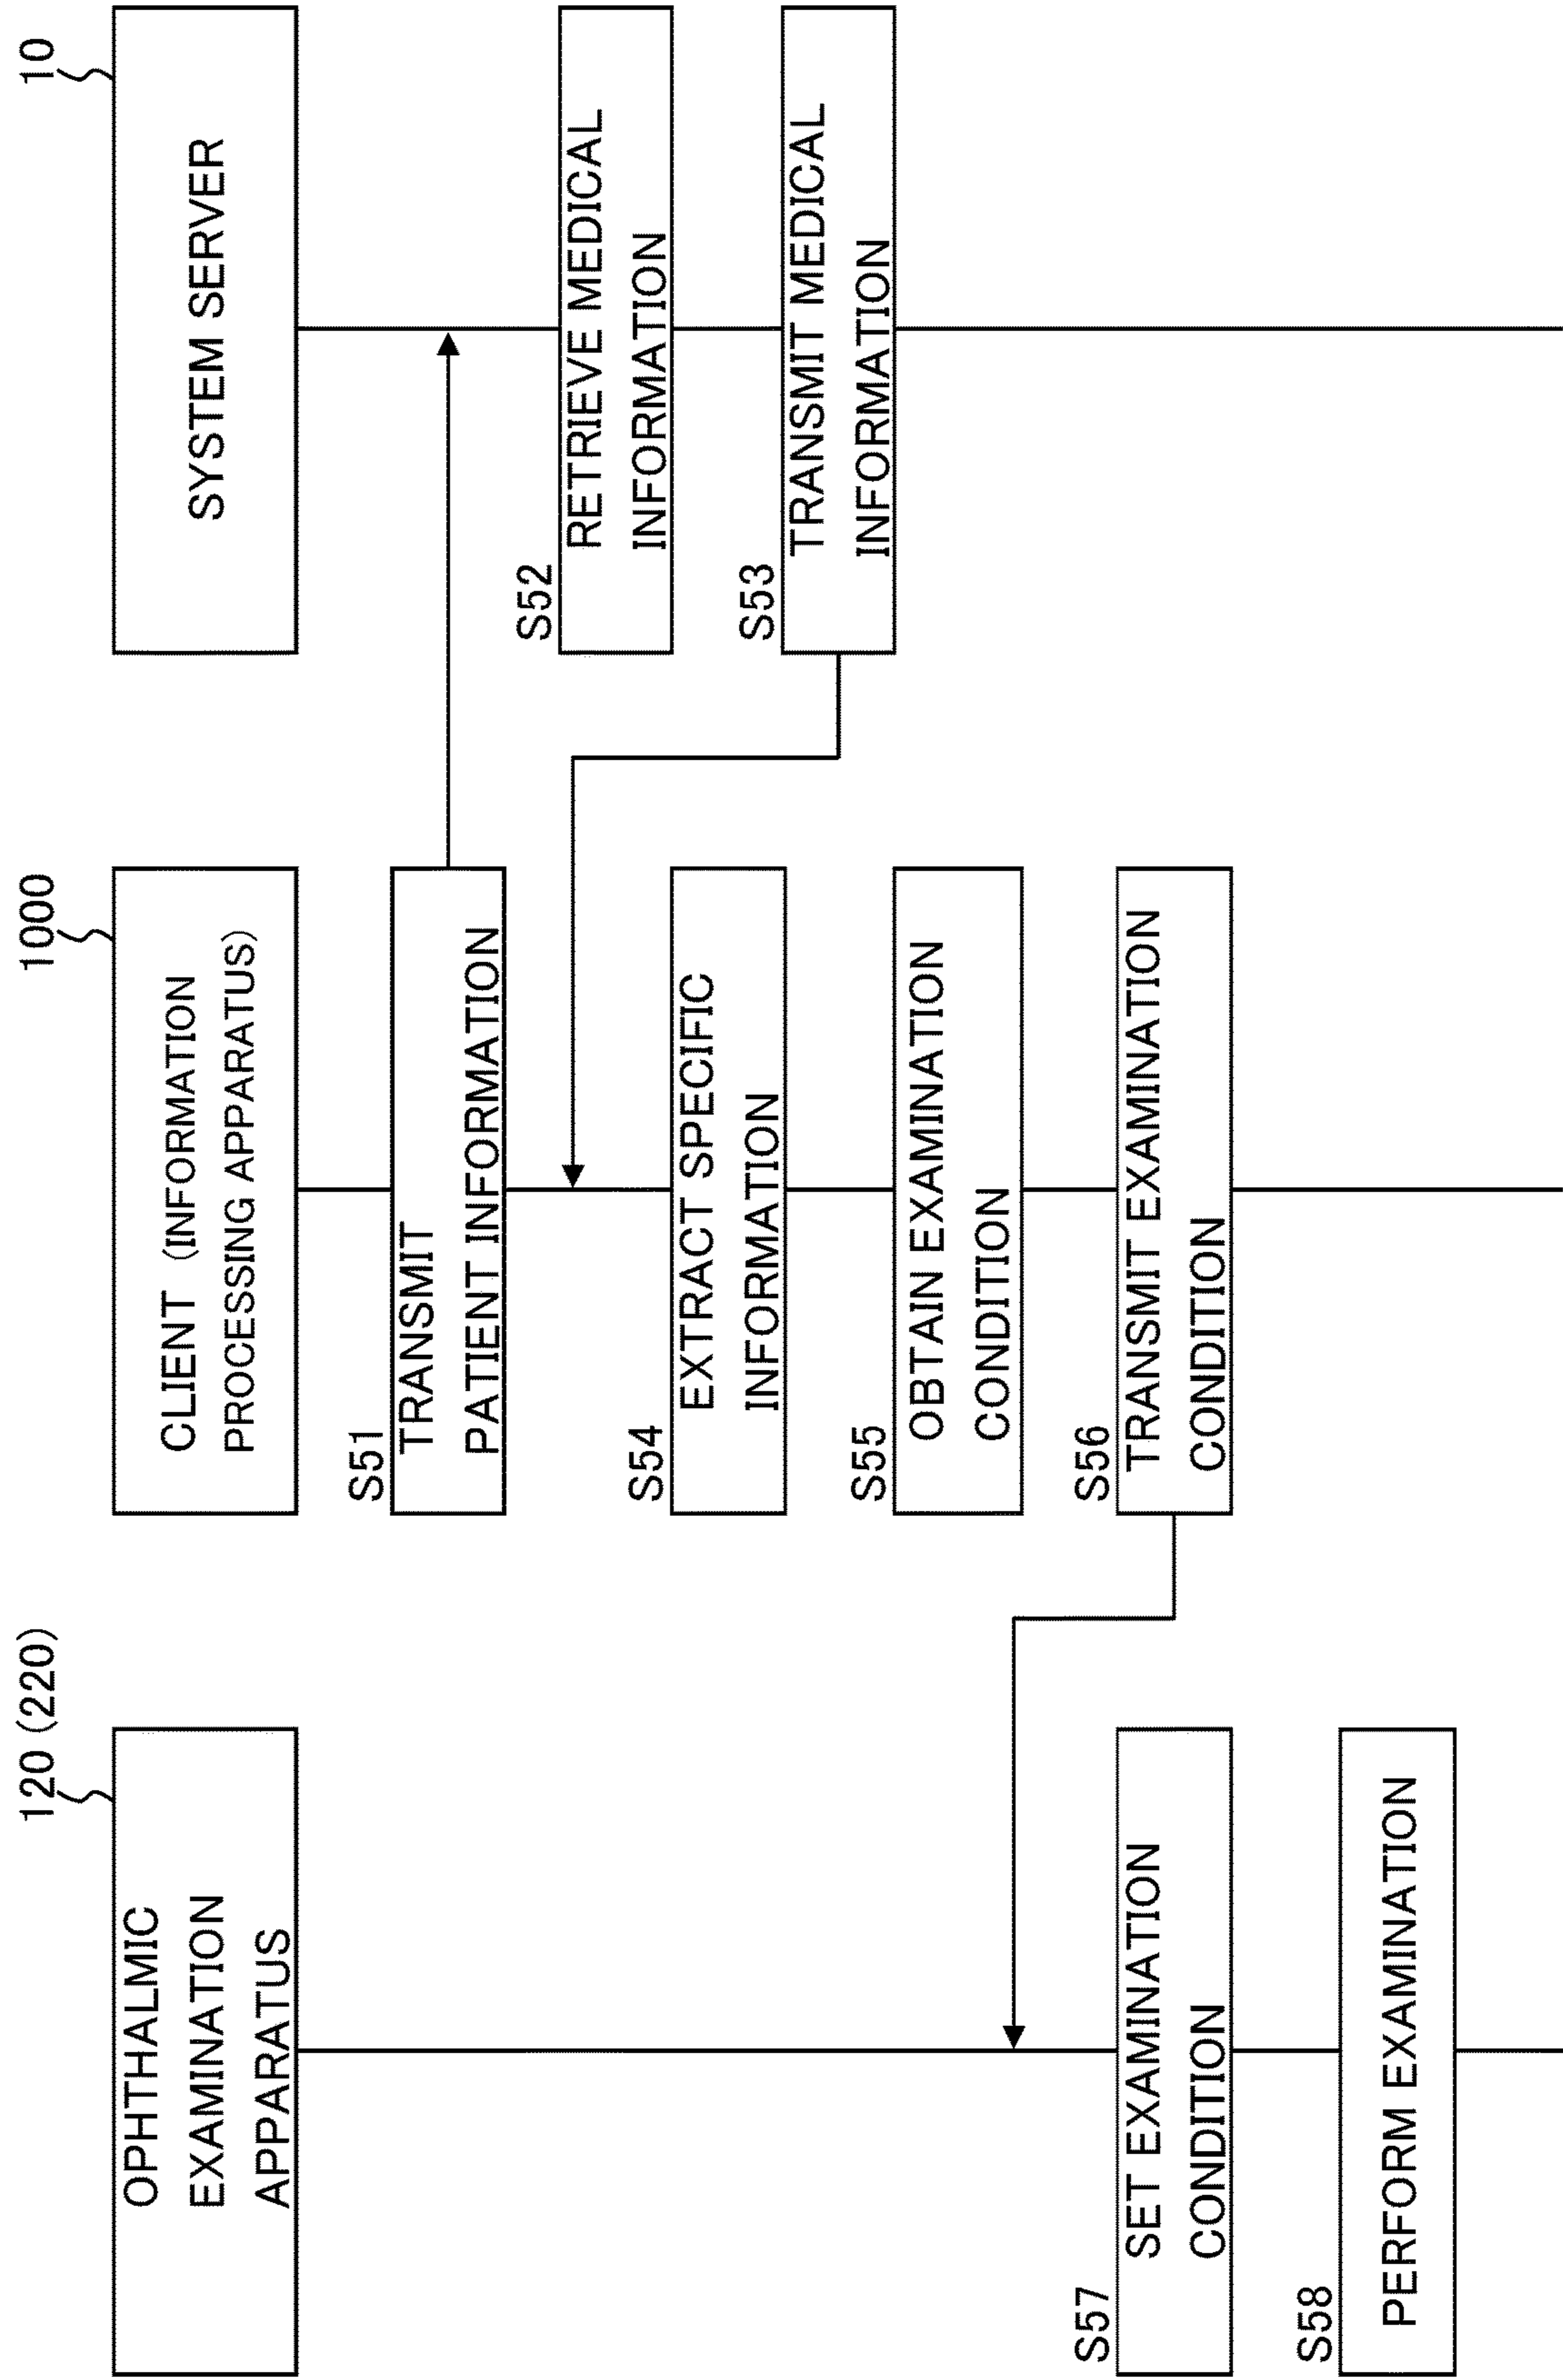 120 (220)
OPHTHALMIC
EXAMINATION
APPARATUS
1000
CLIENT (INFORMATION
PROCESSING APPARATUS)
10
SYSTEM SERVER
S51
TRANSMIT
PATIENT INFORMATION
S52
RETRIEVE MEDICAL
INFORMATION
S53
TRANSMIT MEDICAL
INFORMATION
S54
EXTRACT SPECIFIC
INFORMATION
S55
OBTAIN EXAMINATION
CONDITION
S56
TRANSMIT EXAMINATION
CONDITION
S57
SET EXAMINATION
CONDITION
S58
PERFORM EXAMINATION